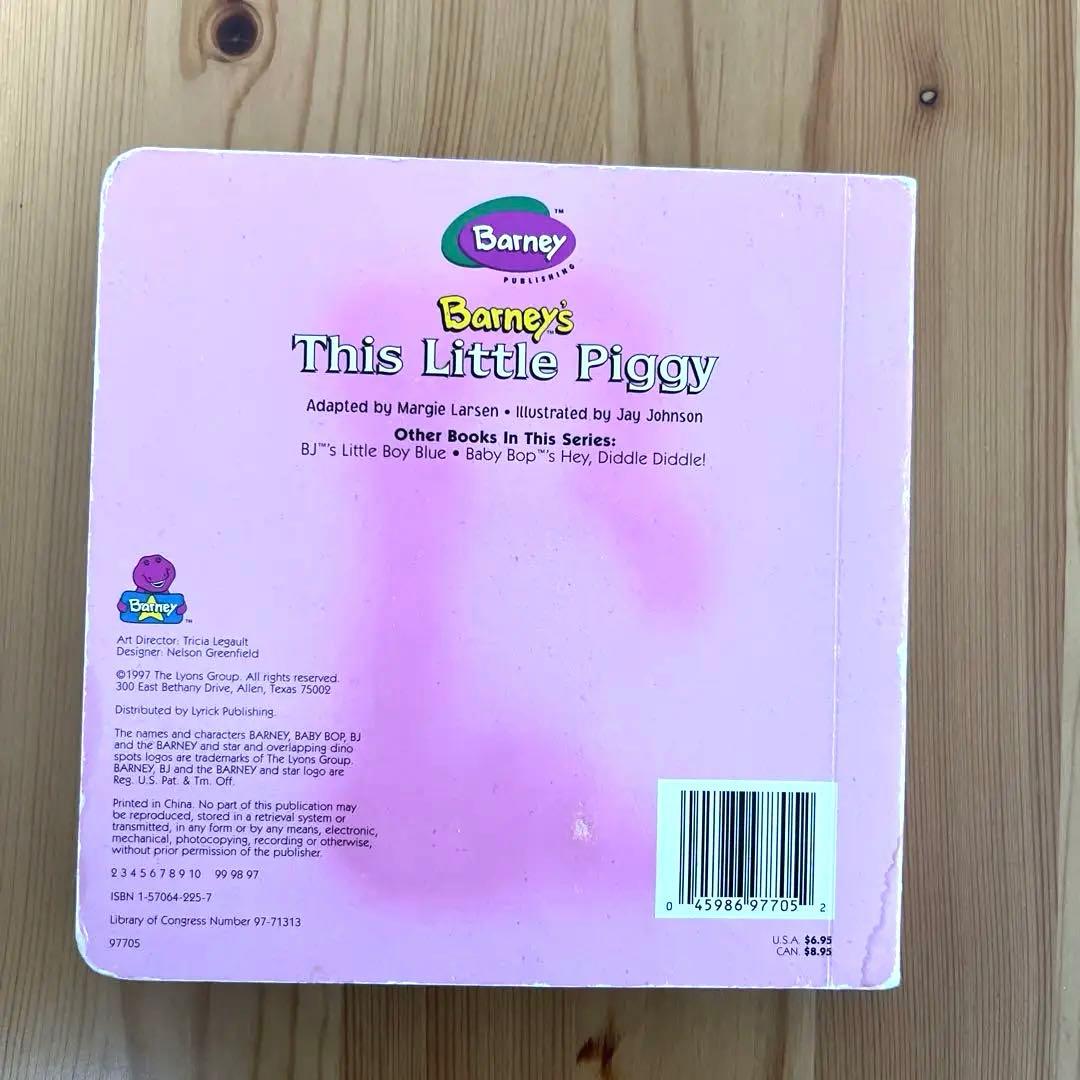 Barney™
PUBLISHING
Barney's™
This Little Piggy
Adapted by Margie Larsen • Illustrated by Jay Johnson
Other Books In This Series:
BJ™'s Little Boy Blue • Baby Bop™'s Hey, Diddle Diddle!
Barney™
Art Director: Tricia Legault
Designer: Nelson Greenfield
©1997 The Lyons Group. All rights reserved.
300 East Bethany Drive, Allen, Texas 75002
Distributed by Lyrick Publishing.
The names and characters BARNEY, BABY BOP, BJ
and the BARNEY and star and overlapping dino
spots logos are trademarks of The Lyons Group.
BARNEY, BJ and the BARNEY and star logo are
Reg. U.S. Pat. & Tm. Off.
Printed in China. No part of this publication may
be reproduced, stored in a retrieval system or
transmitted, in any form or by any means, electronic,
mechanical, photocopying, recording or otherwise,
without prior permission of the publisher.
2 3 4 5 6 7 8 9 10 99 98 97
ISBN 1-57064-225-7
Library of Congress Number 97-71313
97705
0 45986 97705 2
U.S.A. $6.95
CAN. $8.95